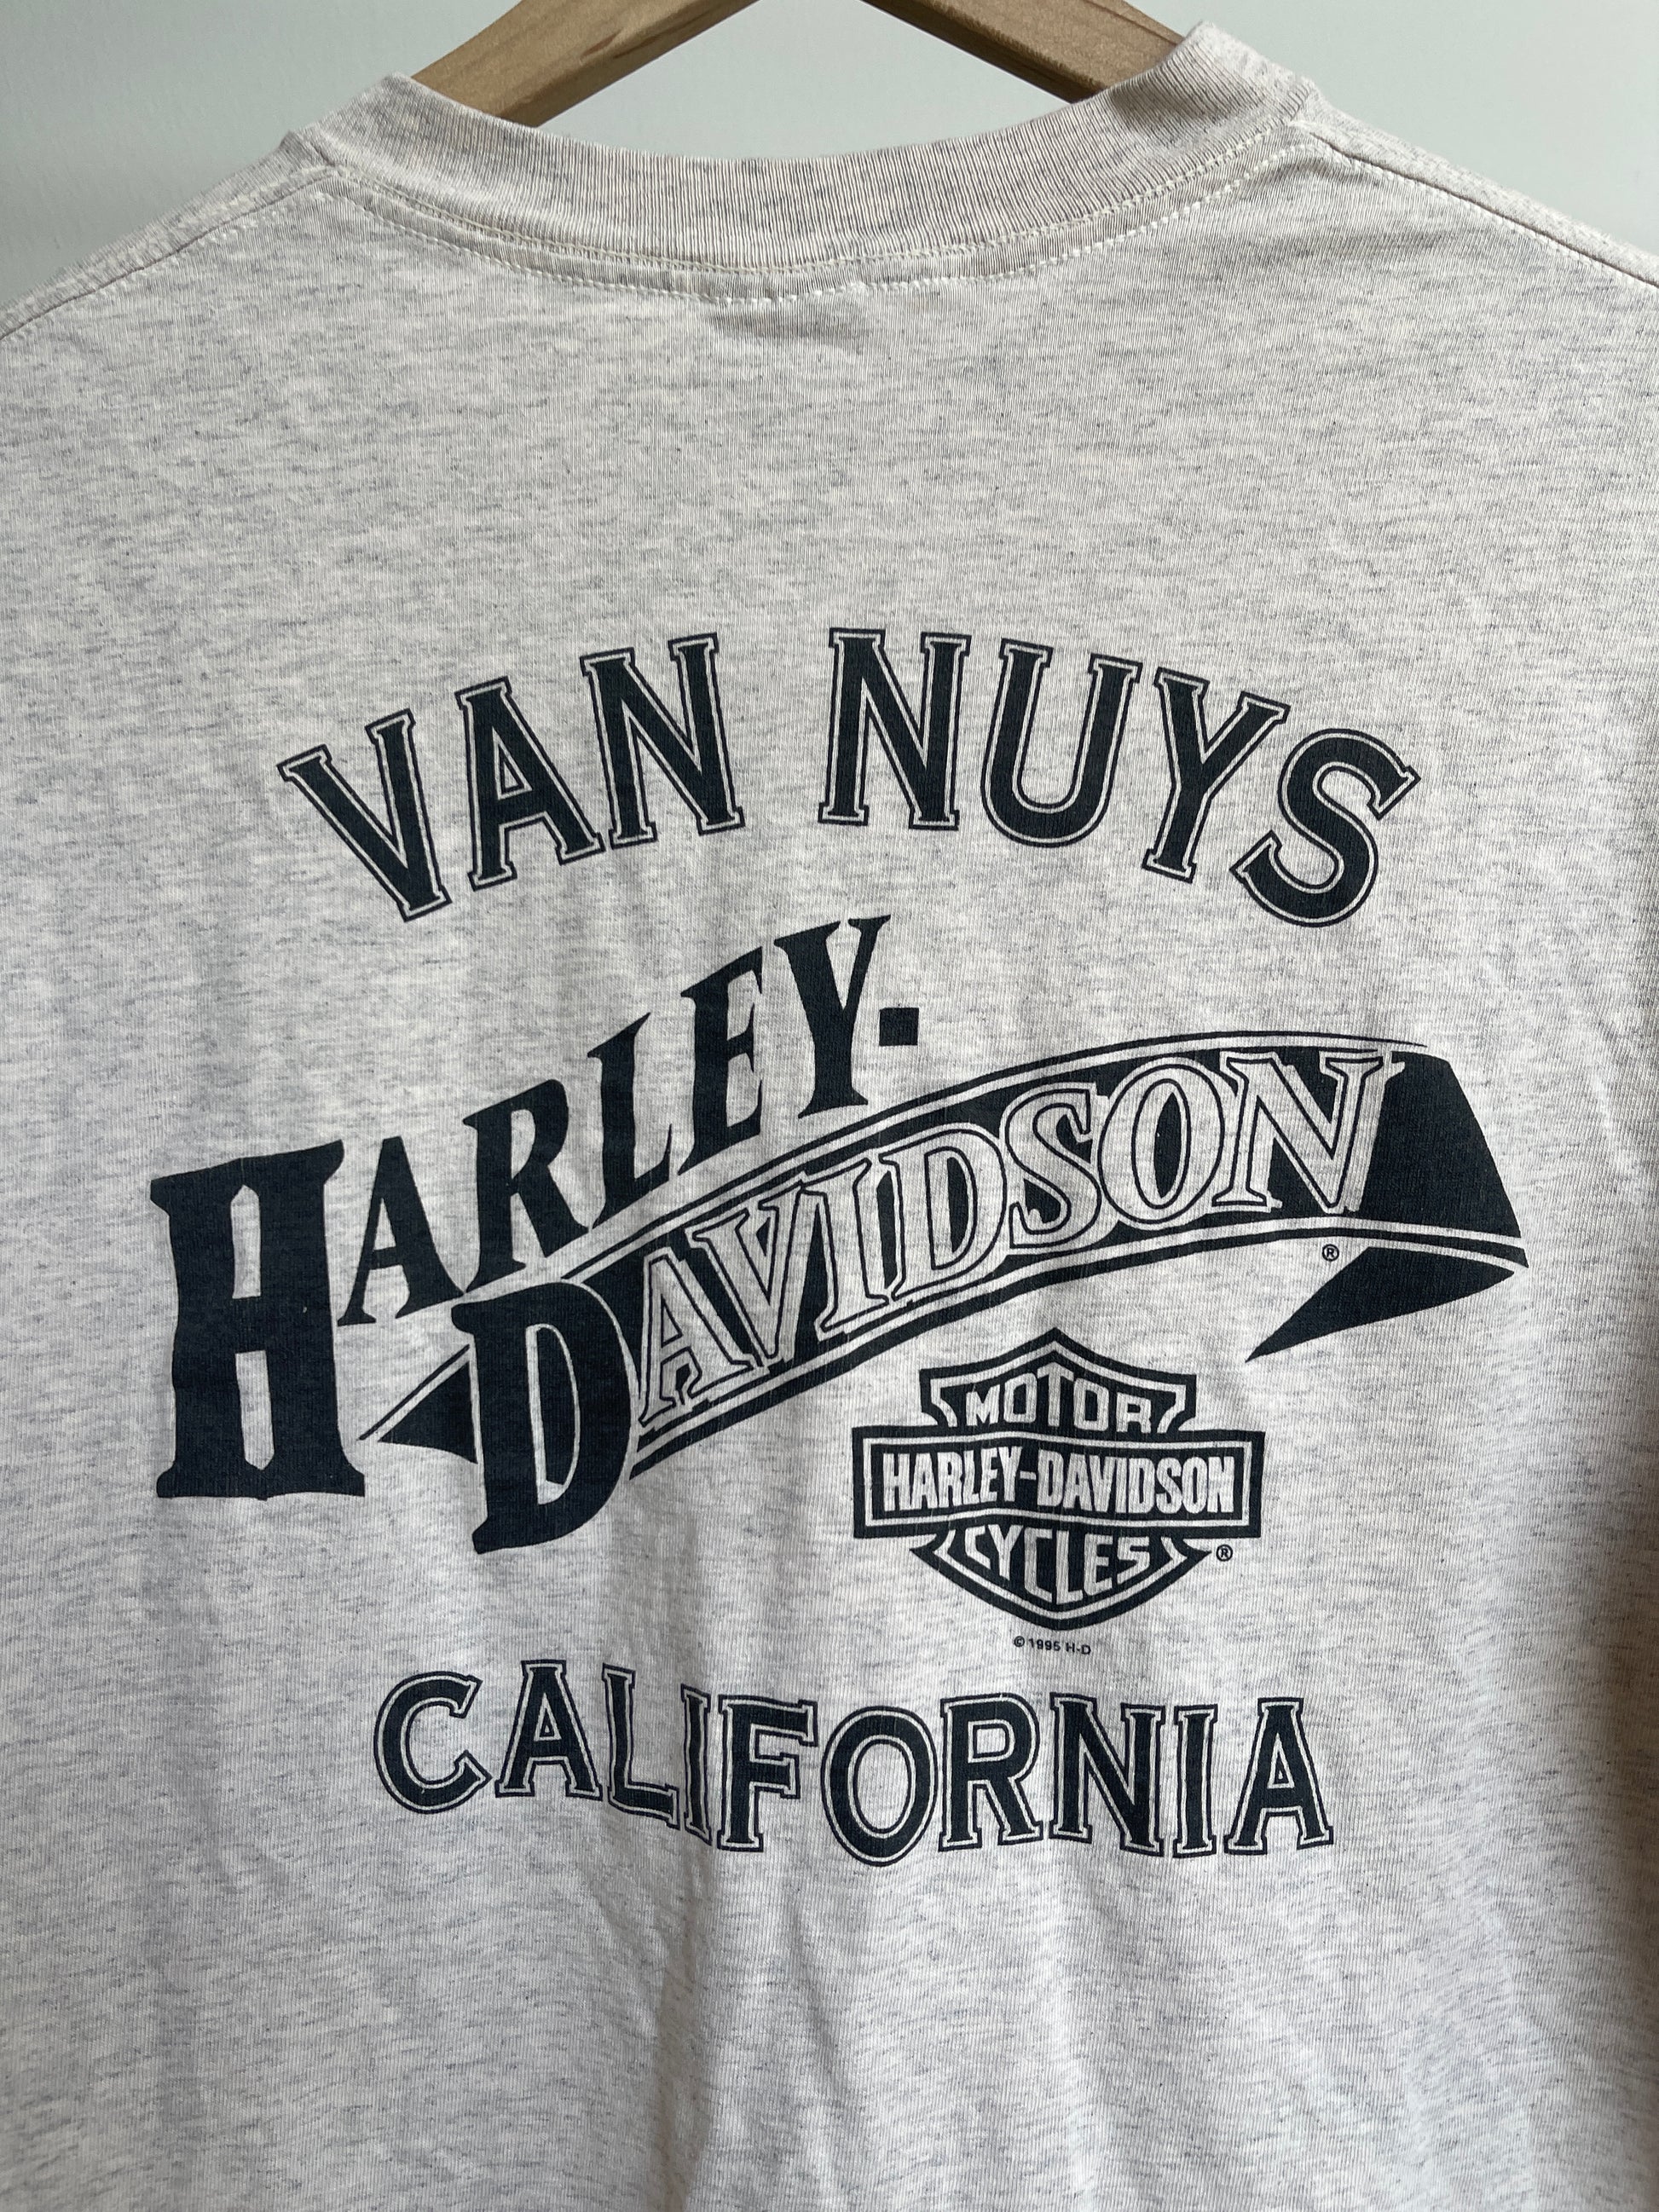 VAN NUYS
HARLEY-
DAVIDSON
®
MOTOR
HARLEY-DAVIDSON
CYCLES
®
© 1995 H-D
CALIFORNIA